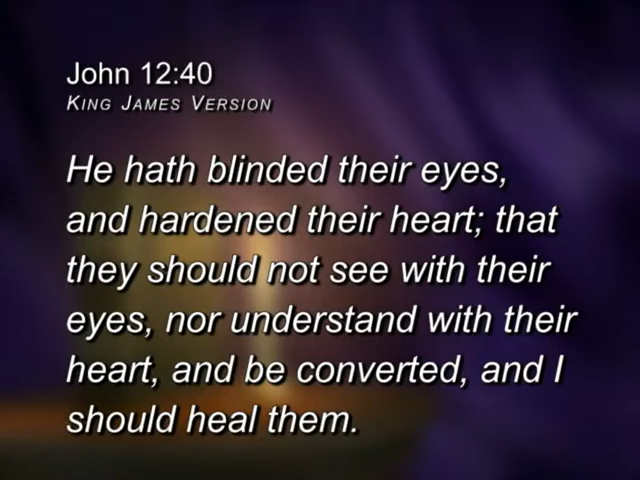 John 12:40
KING JAMES VERSION
He hath blinded their eyes,
and hardened their heart; that
they should not see with their
eyes, nor understand with their
heart, and be converted, and I
should heal them.